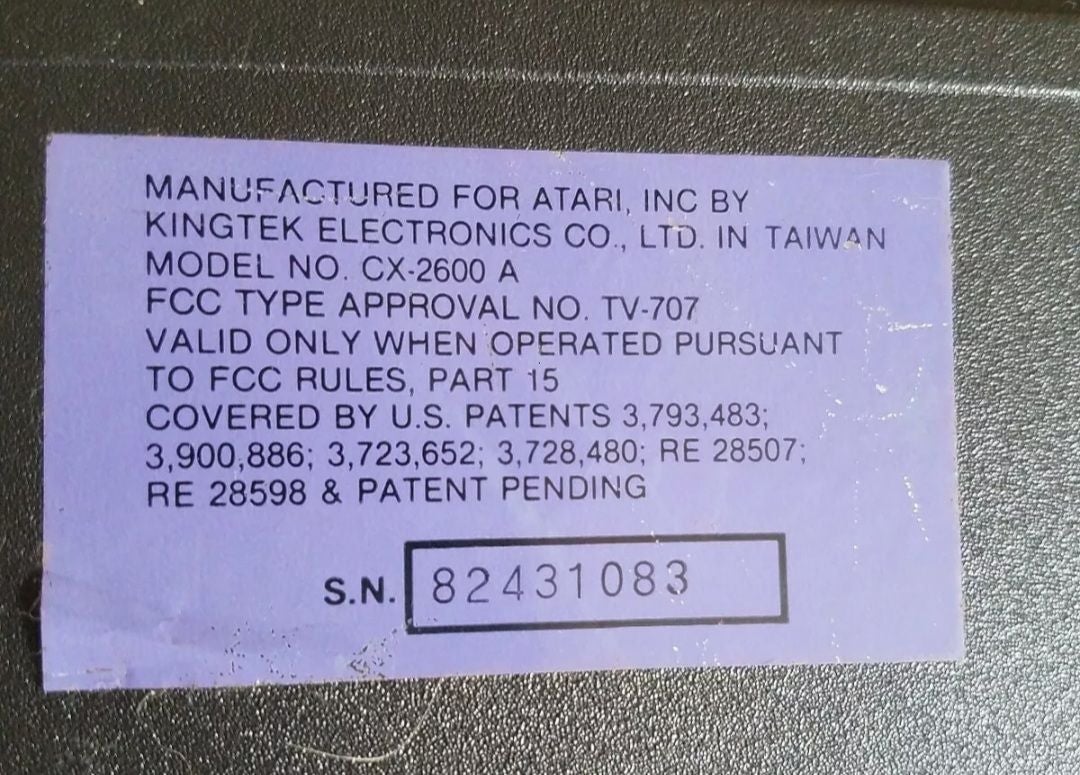 MANUFACTURED FOR ATARI, INC BY
KINGTEK ELECTRONICS CO., LTD. IN TAIWAN
MODEL NO. CX-2600 A
FCC TYPE APPROVAL NO. TV-707
VALID ONLY WHEN OPERATED PURSUANT
TO FCC RULES, PART 15
COVERED BY U.S. PATENTS 3,793,483;
3,900,886; 3,723,652; 3,728,480; RE 28507;
RE 28598 & PATENT PENDING
S.N. 82431083